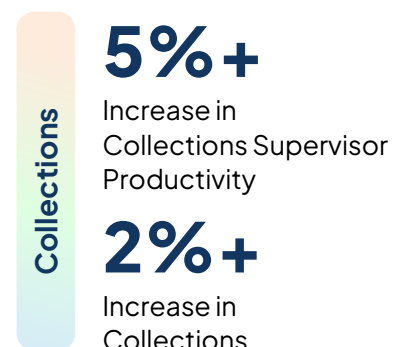 Collections
5%+
Increase in
Collections Supervisor
Productivity
2%+
Increase in
Collections